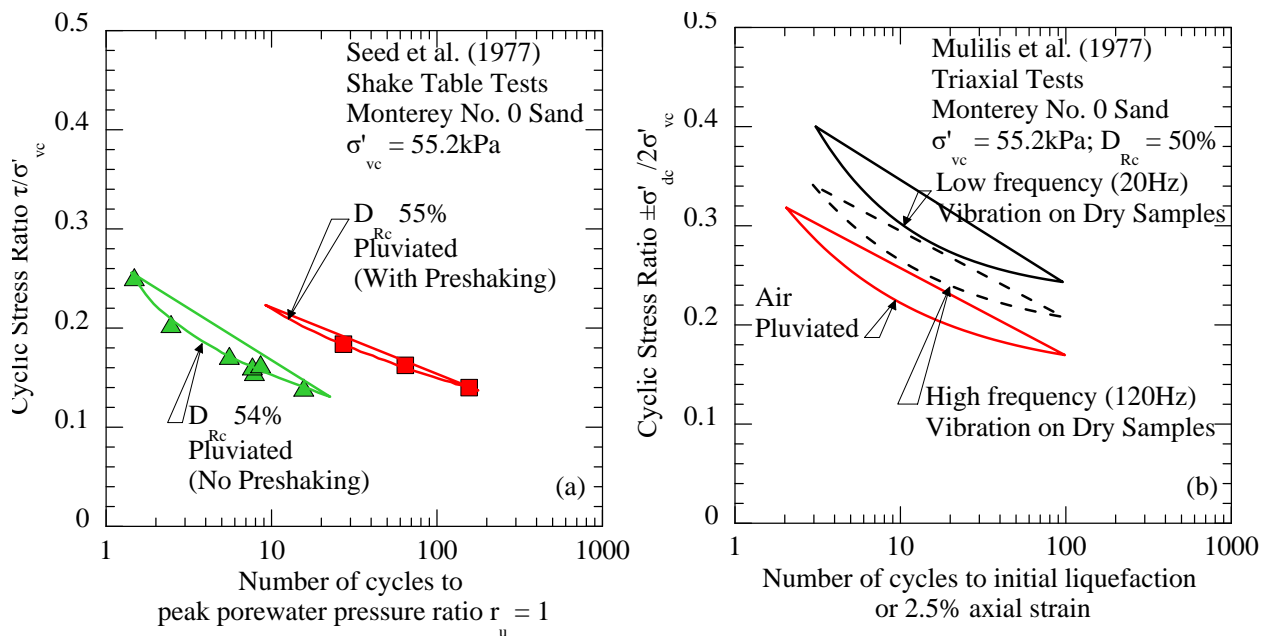 0.5
0.4
0.3
0.2
0.1
0
Cyclic Stress Ratio τ/σ'vc
Seed et al. (1977)
Shake Table Tests
Monterey No. 0 Sand
σ'vc = 55.2kPa
DRc 55%
Pluviated
(With Preshaking)
DRc 54%
Pluviated
(No Preshaking)
(a)
1 10 100 1000
Number of cycles to
peak porewater pressure ratio ru = 1
0.5
0.4
0.3
0.2
0.1
0
Cyclic Stress Ratio ±σ'dc/2σ'vc
Mulilis et al. (1977)
Triaxial Tests
Monterey No. 0 Sand
σ'vc = 55.2kPa; DRc = 50%
Low frequency (20Hz)
Vibration on Dry Samples
Air
Pluviated
High frequency (120Hz)
Vibration on Dry Samples
(b)
1 10 100 1000
Number of cycles to initial liquefaction
or 2.5% axial strain